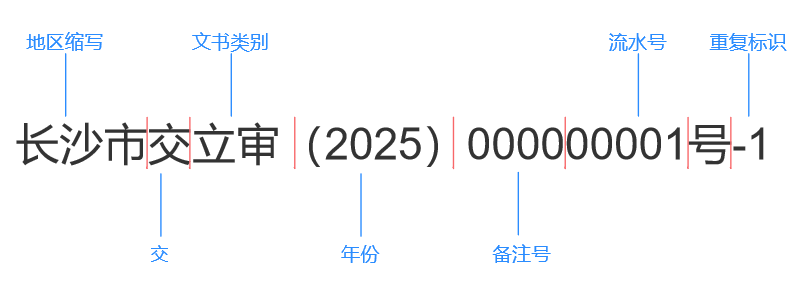 地区缩写 文书类别 流水号 重复标识
长沙市交立审（2025）000000001号-1
交 年份 备注号